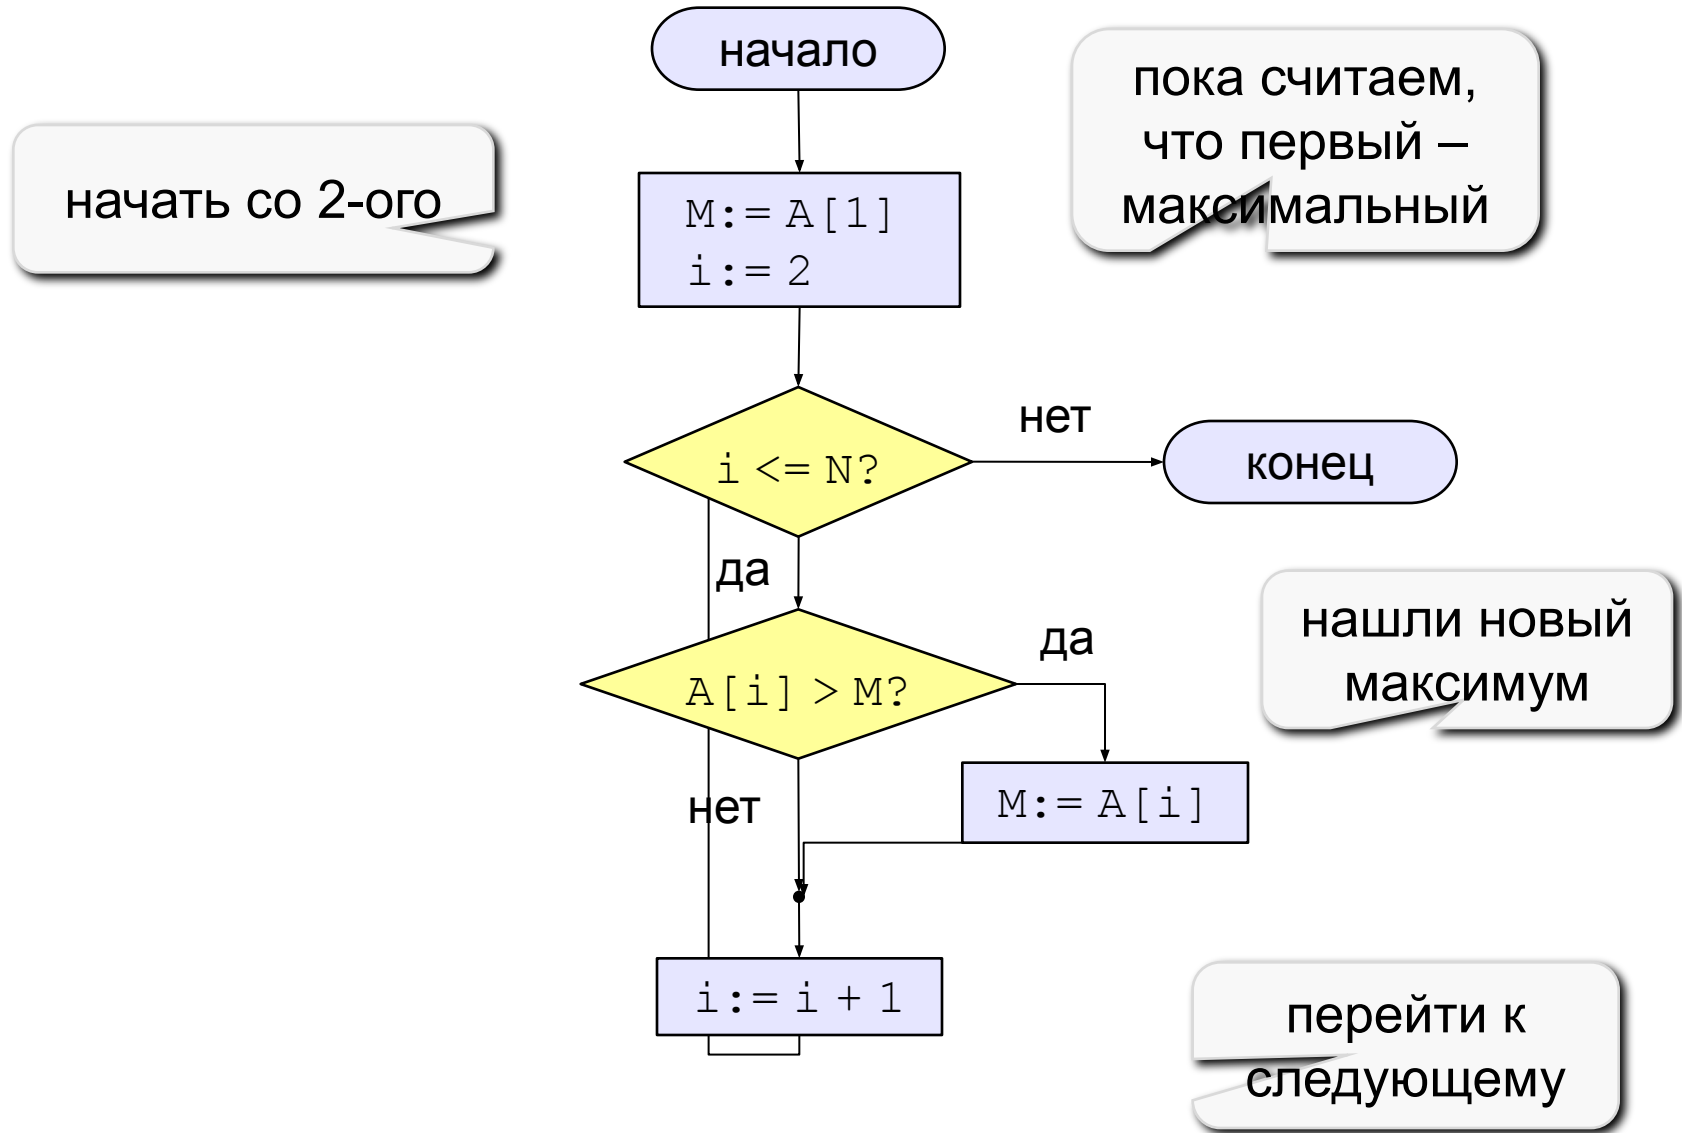 начало
пока считаем,
что первый –
максимальный
начать со 2-ого
M:= A[1]
i:= 2
i <= N?
нет
конец
да
A[i] > M?
да
нашли новый
максимум
нет
M:= A[i]
i:= i + 1
перейти к
следующему